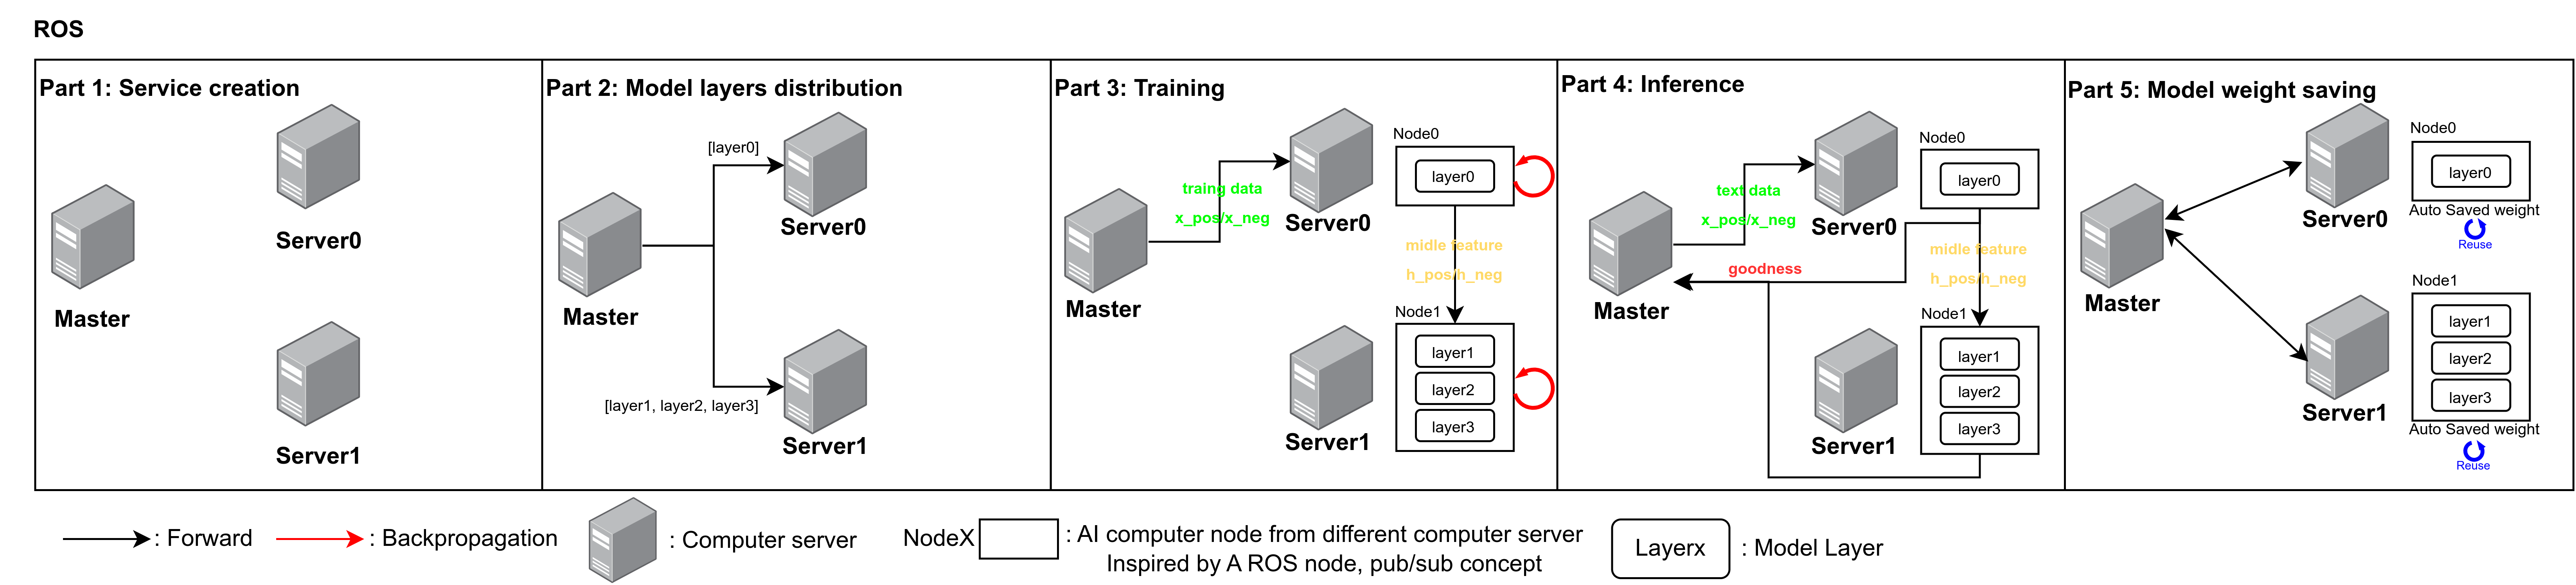 ROS
Part 1: Service creation
Server0
Master
Server1
Part 2: Model layers distribution
[layer0]
Server0
Master
[layer1, layer2, layer3]
Server1
Part 3: Training
Node0
layer0
traing data
x_pos/x_neg
Server0
midle feature
h_pos/h_neg
Master
Node1
layer1
layer2
layer3
Server1
Part 4: Inference
Node0
layer0
text data
x_pos/x_neg
Server0
midle feature
h_pos/h_neg
goodness
Master
Node1
layer1
layer2
layer3
Server1
Part 5: Model weight saving
Node0
layer0
Auto Saved weight
Reuse
Server0
Master
Node1
layer1
layer2
layer3
Server1
Auto Saved weight
Reuse
: Forward
: Backpropagation
: Computer server
NodeX
: AI computer node from different computer server
Inspired by A ROS node, pub/sub concept
Layerx
: Model Layer